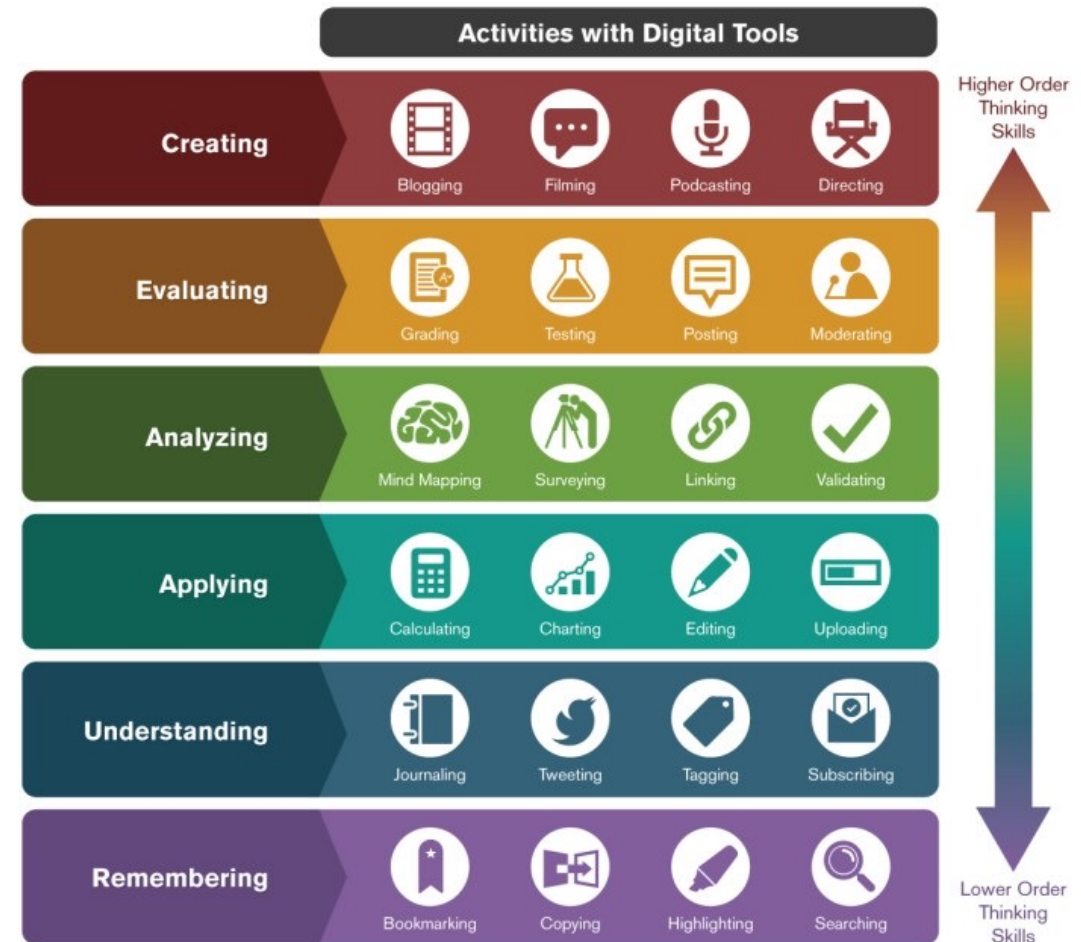 Activities with Digital Tools
Higher Order
Thinking
Skills
Creating
Blogging Filming Podcasting Directing
Evaluating
A+
Grading Testing Posting Moderating
Analyzing
Mind Mapping Surveying Linking Validating
Applying
Calculating Charting Editing Uploading
Understanding
Journaling Tweeting Tagging Subscribing
Remembering
Bookmarking Copying Highlighting Searching
Lower Order
Thinking
Skills